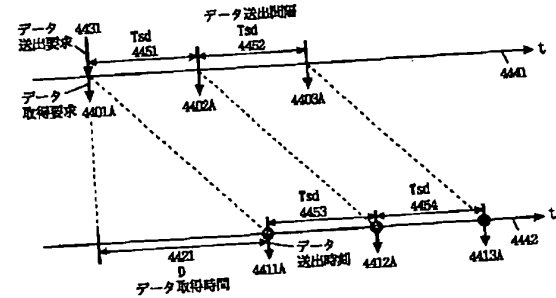 データ 4431
送出要求
データ送出間隔
Tsd
4451
Tsd
4452
t
4440
データ
取得要求 4401A
4402A
4403A
Tsd
4453
Tsd
4454
t
4442
4421
D
データ取得時間
4411A
データ
送出時刻
4412A
4413A